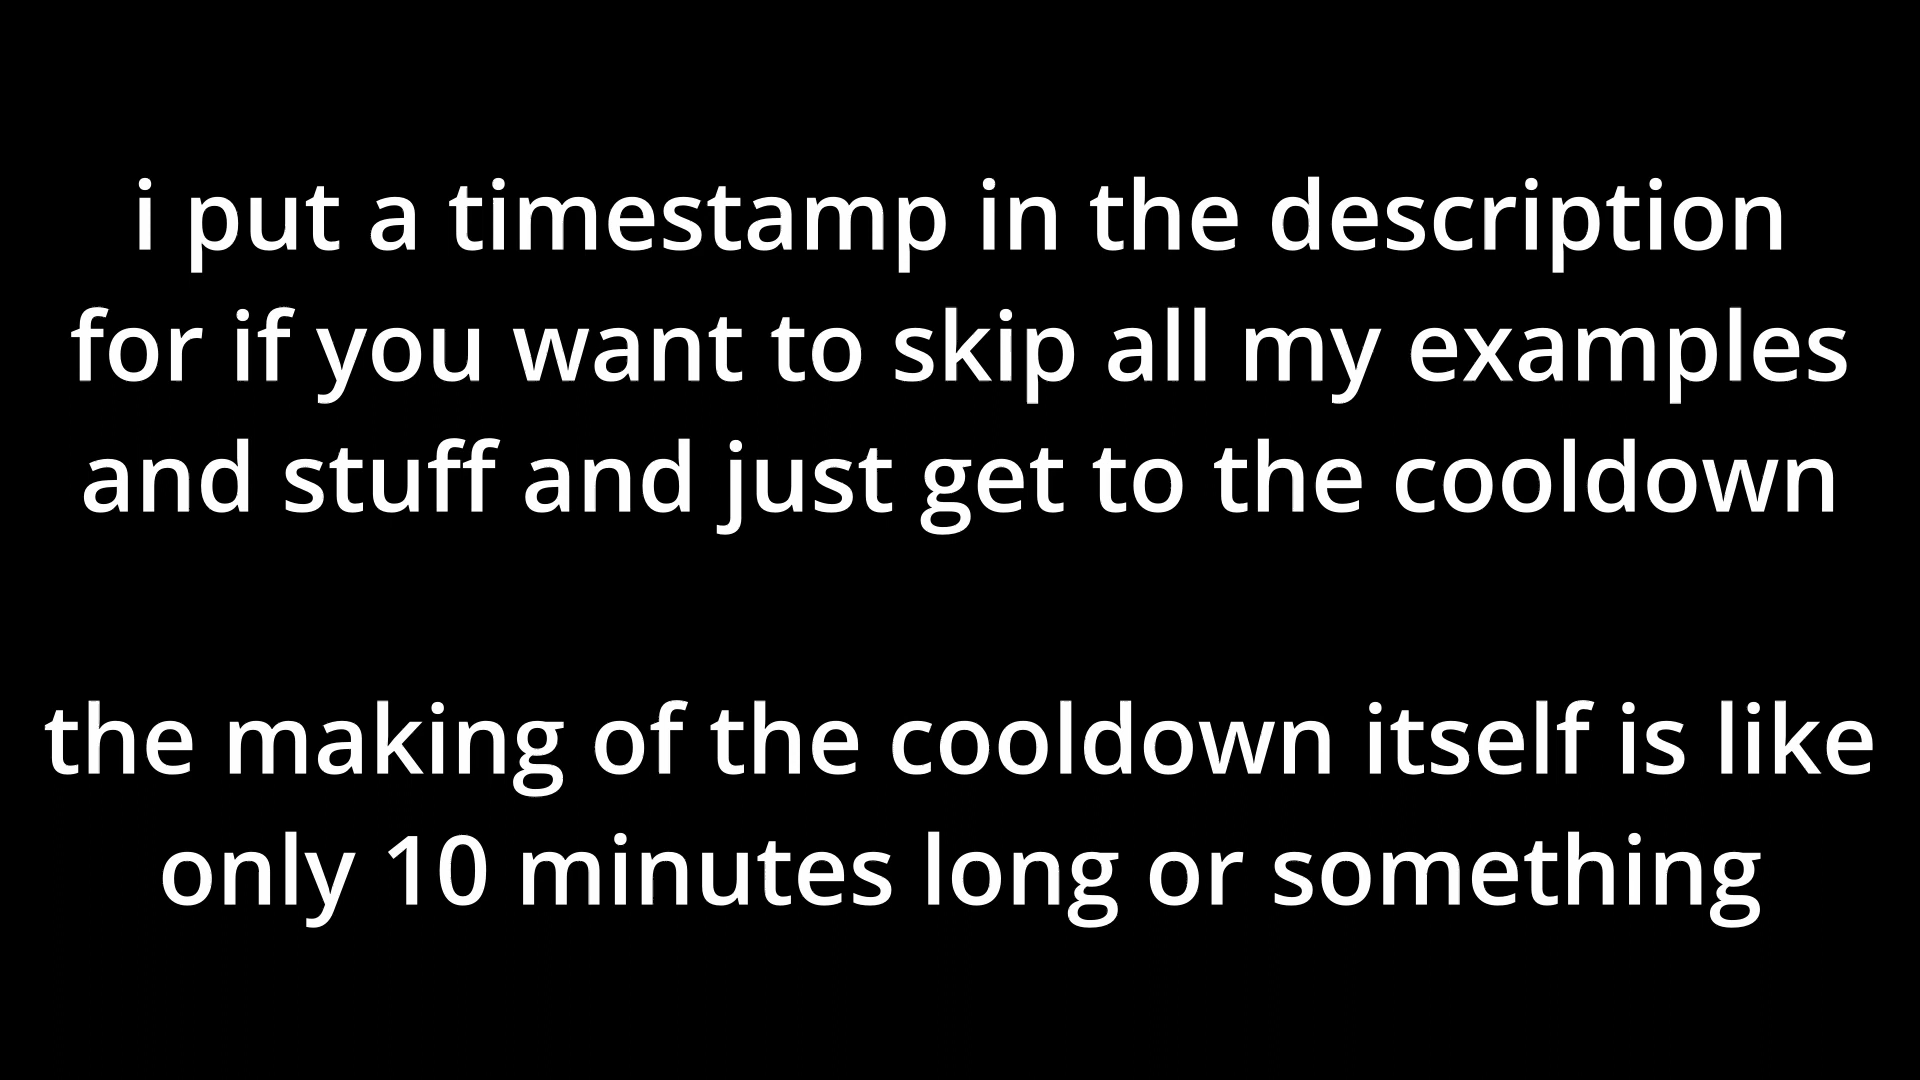 i put a timestamp in the description
for if you want to skip all my examples
and stuff and just get to the cooldown
the making of the cooldown itself is like
only 10 minutes long or something